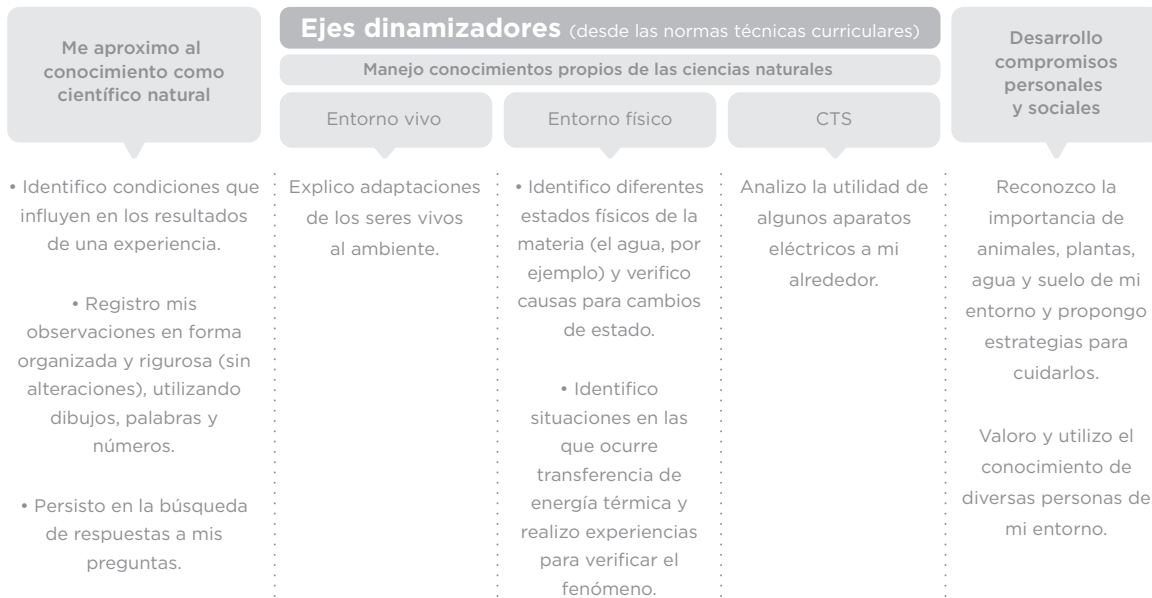 Me aproximo al
conocimiento como
científico natural
Ejes dinamizadores (desde las normas técnicas curriculares)
Manejo conocimientos propios de las ciencias naturales
Entorno vivo
Entorno físico
CTS
Desarrollo
compromisos
personales
y sociales
• Identifico condiciones que
influyen en los resultados
de una experiencia.
• Registro mis
observaciones en forma
organizada y rigurosa (sin
alteraciones), utilizando
dibujos, palabras y
números.
• Persisto en la búsqueda
de respuestas a mis
preguntas.
Explico adaptaciones
de los seres vivos
al ambiente.
• Identifico diferentes
estados físicos de la
materia (el agua, por
ejemplo) y verifico
causas para cambios
de estado.
• Identifico
situaciones en las
que ocurre
transferencia de
energía térmica y
realizo experiencias
para verificar el
fenómeno.
Analizo la utilidad de
algunos aparatos
eléctricos a mi
alrededor.
Reconozco la
importancia de
animales, plantas,
agua y suelo de mi
entorno y propongo
estrategias para
cuidarlos.
Valoro y utilizo el
conocimiento de
diversas personas de
mi entorno.